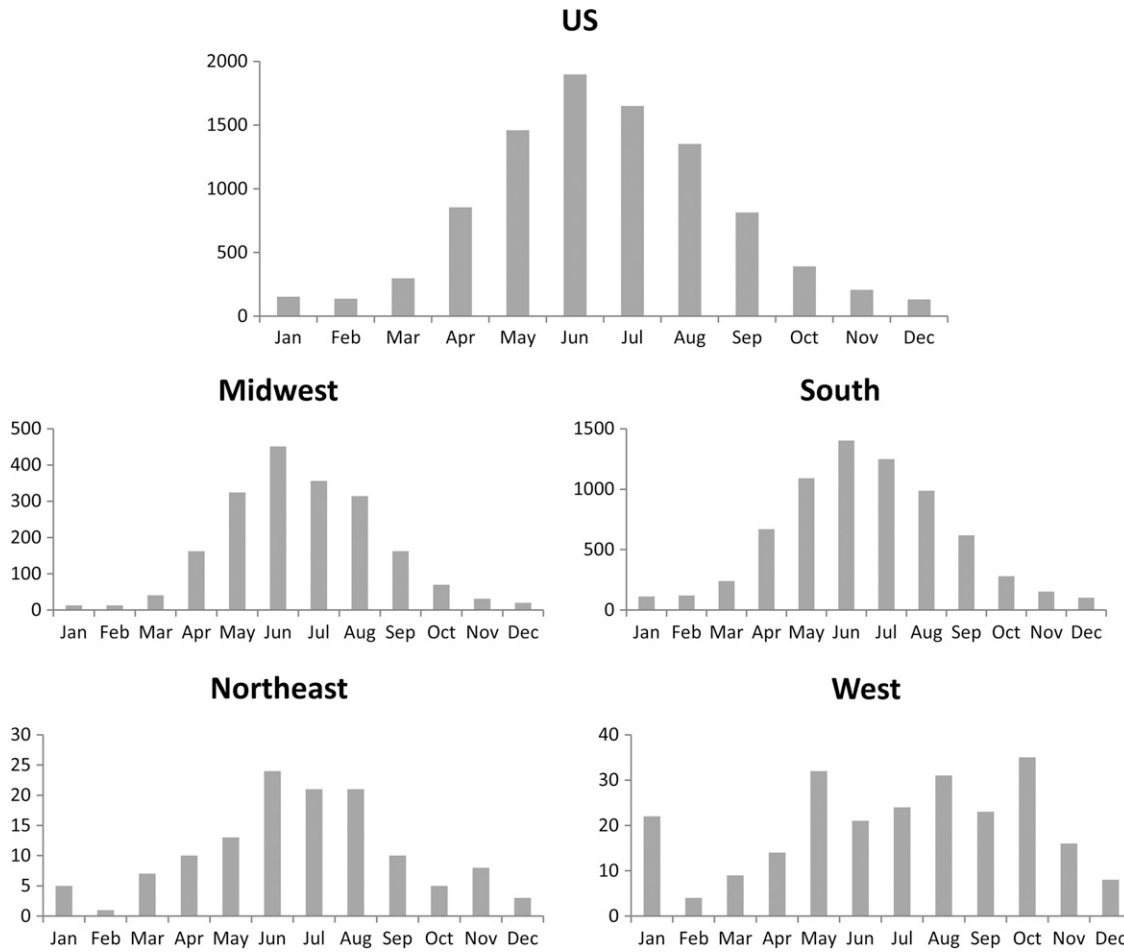 US
2000
1500
1000
500
0
Jan Feb Mar Apr May Jun Jul Aug Sep Oct Nov Dec
Midwest
500
400
300
200
100
0
Jan Feb Mar Apr May Jun Jul Aug Sep Oct Nov Dec
South
1500
1000
500
0
Jan Feb Mar Apr May Jun Jul Aug Sep Oct Nov Dec
Northeast
30
25
20
15
10
5
0
Jan Feb Mar Apr May Jun Jul Aug Sep Oct Nov Dec
West
40
30
20
10
0
Jan Feb Mar Apr May Jun Jul Aug Sep Oct Nov Dec